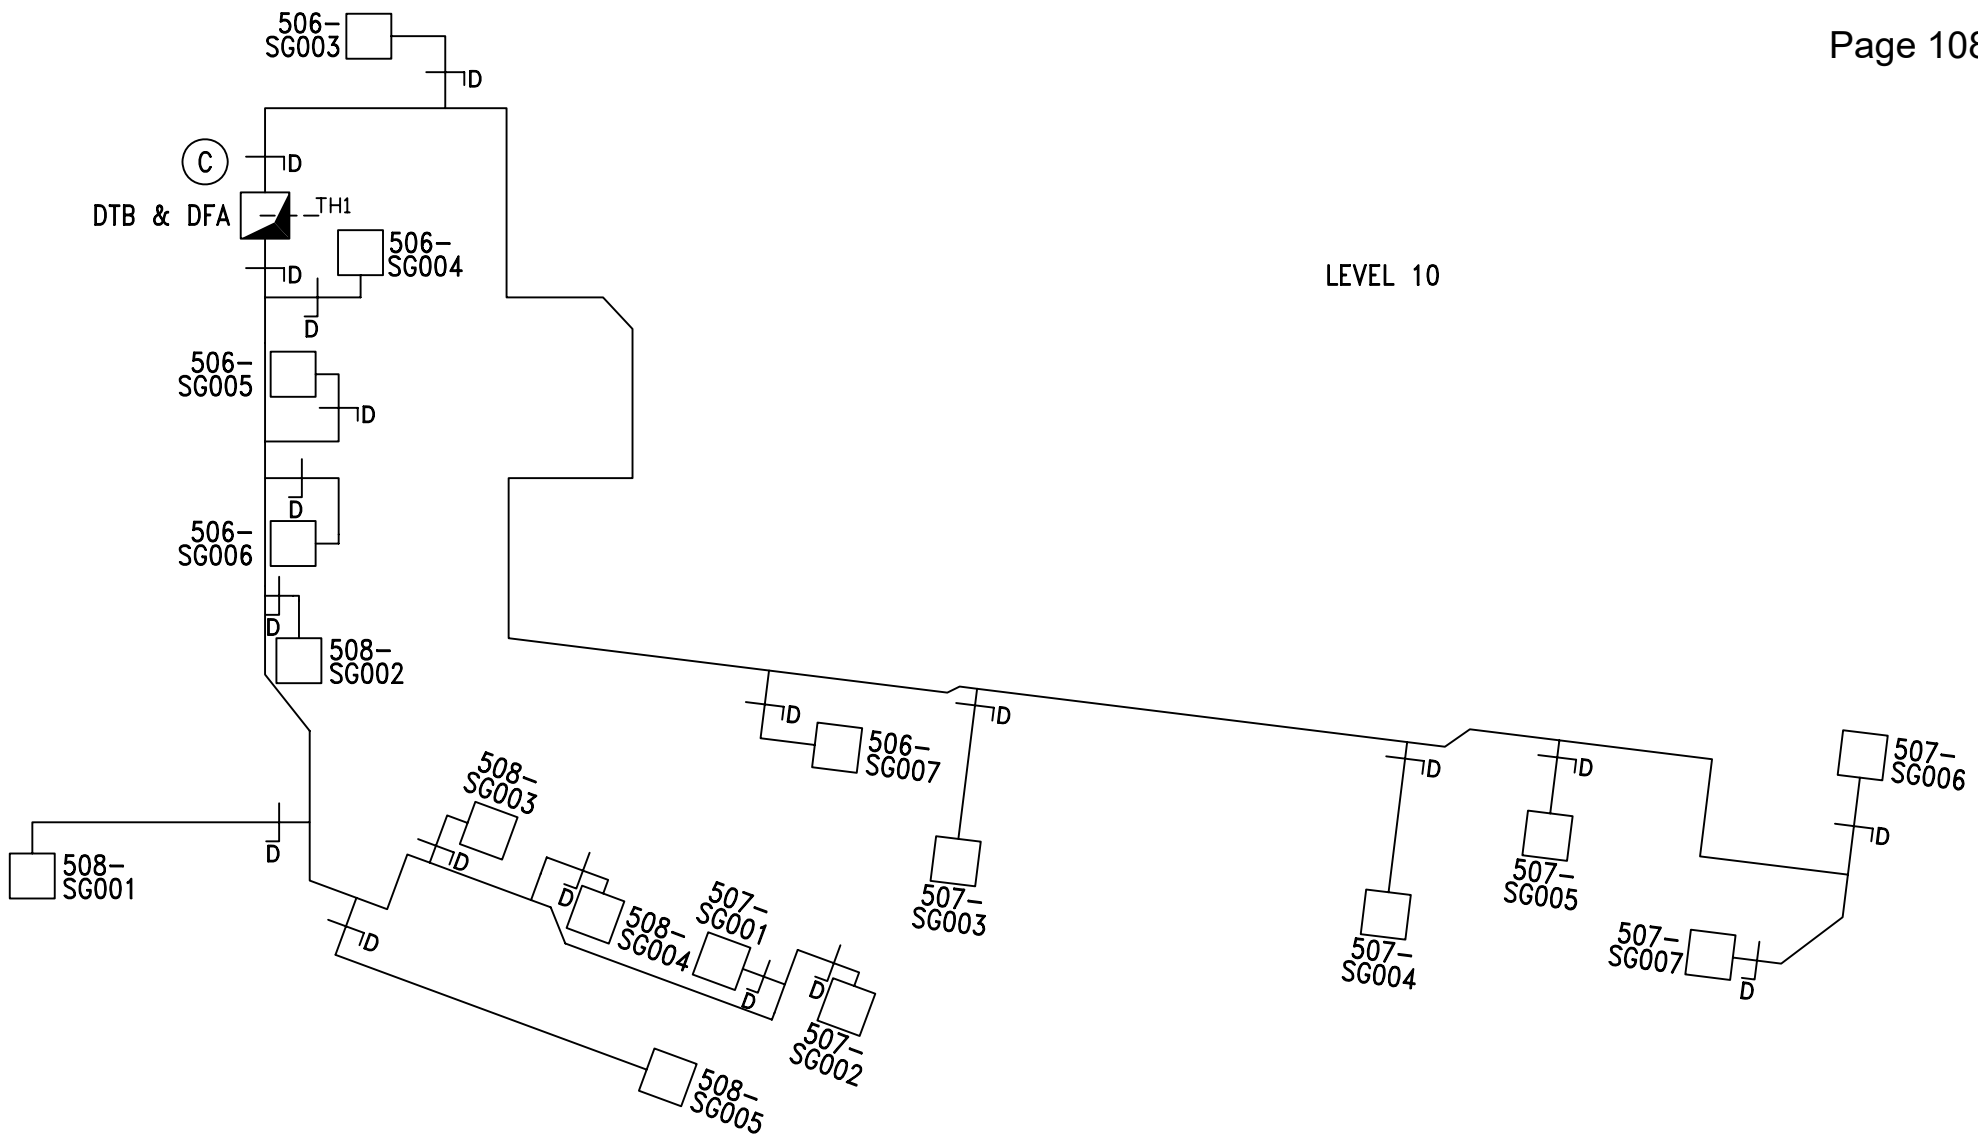 506-
SG003
Page 108
D
C
D
DTB & DFA
TH1
506-
SG004
D
LEVEL 10
D
506-
SG005
D
D
506-
SG006
D
508-
SG002
D
D
506-
SG007
D
D
507-
SG006
D
508-
SG003
D
D
508-
SG001
D
508-
SG004
507-
SG001
D
D
D
507-
SG002
507-
SG003
507-
SG004
507-
SG005
507-
SG007
D
508-
SG005